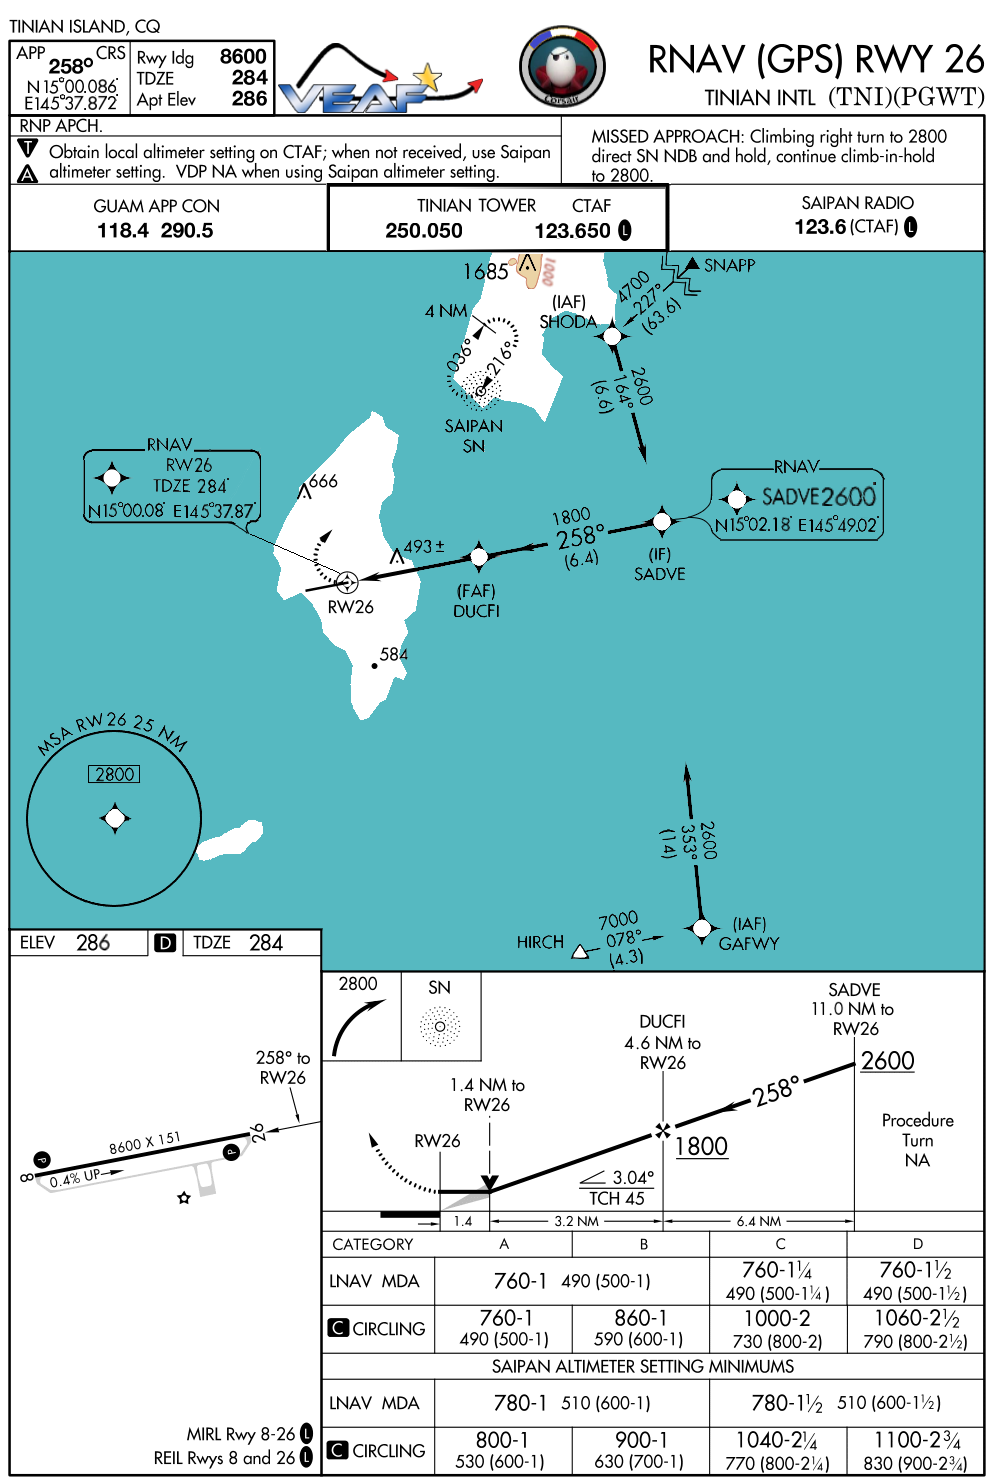 TINIAN ISLAND, CQ
APP CRS
258°
N15°00.086'
E145°37.872'
Rwy ldg 8600
TDZE 284
Apt Elev 286
VEAF
Corsair
RNAV (GPS) RWY 26
TINIAN INTL (TNI)(PGWT)
RNP APCH.
T Obtain local altimeter setting on CTAF; when not received, use Saipan
A altimeter setting. VDP NA when using Saipan altimeter setting.
MISSED APPROACH: Climbing right turn to 2800
direct SN NDB and hold, continue climb-in-hold
to 2800.
GUAM APP CON
118.4 290.5
TINIAN TOWER CTAF
250.050 123.650 L
SAIPAN RADIO
123.6 (CTAF) L
1685
1000
SNAPP
4700
227°
(63.6)
(IAF)
SHODA
4 NM
036°
216°
2600
164°
(6.6)
SAIPAN
SN
RNAV
RW26
TDZE 284'
N15°00.08' E145°37.87'
666
RNAV
SADVE2600'
N15°02.18' E145°49.02'
1800
258°
(6.4)
493±
(IF)
SADVE
(FAF)
DUCFI
RW26
584
MSA RW26 25 NM
2800
2600
353°
(14)
HIRCH
7000
078°
(4.3)
(IAF)
GAFWY
ELEV 286 D TDZE 284
258° to
RW26
8600 X 151
26
8
P
P
0.4% UP
MIRL Rwy 8-26 L
REIL Rwys 8 and 26 L
2800
SN
SADVE
11.0 NM to
RW26
DUCFI
4.6 NM to
RW26
1.4 NM to
RW26
RW26
2600
258°
1800
Procedure
Turn
NA
3.04°
TCH 45
1.4 3.2 NM 6.4 NM
CATEGORY A B C D
LNAV MDA 760-1 490 (500-1) 760-1¼ 490 (500-1¼) 760-1½ 490 (500-1½)
C CIRCLING 760-1 490 (500-1) 860-1 590 (600-1) 1000-2 730 (800-2) 1060-2½ 790 (800-2½)
SAIPAN ALTIMETER SETTING MINIMUMS
LNAV MDA 780-1 510 (600-1) 780-1½ 510 (600-1½)
C CIRCLING 800-1 530 (600-1) 900-1 630 (700-1) 1040-2¼ 770 (800-2¼) 1100-2¾ 830 (900-2¾)